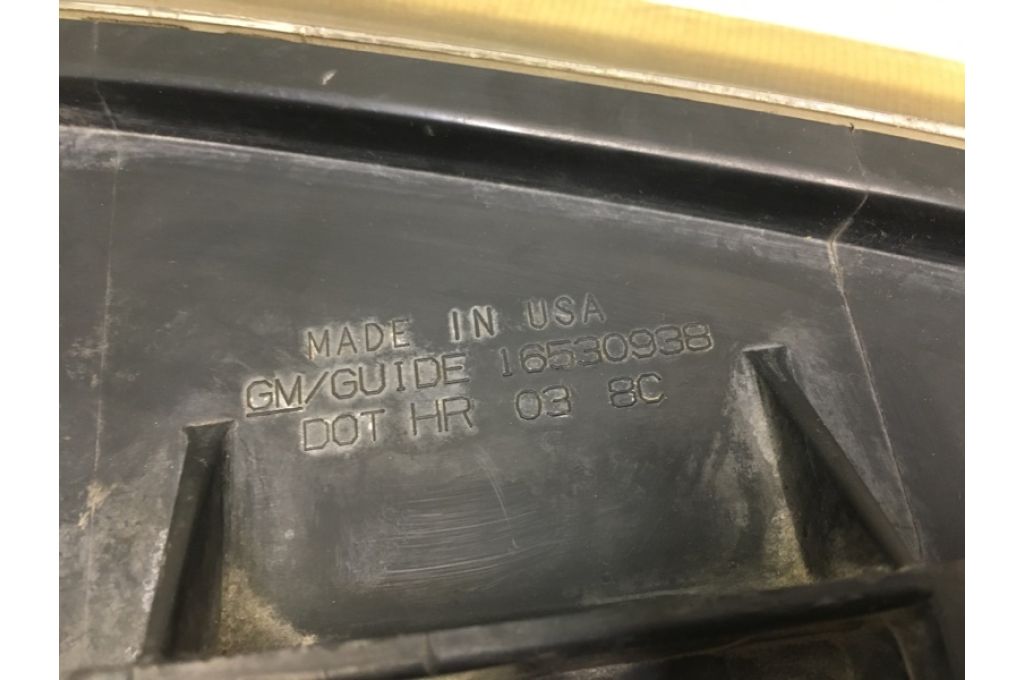 MADE IN USA
GM/GUIDE 16530938
DOT HR 03 8C